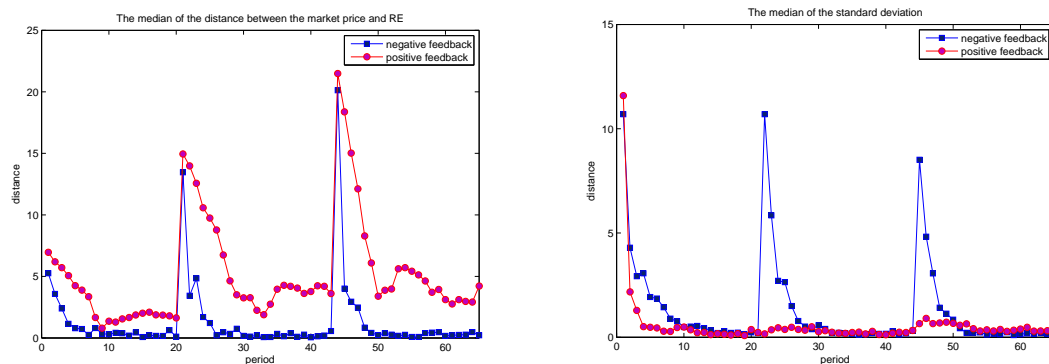 The median of the distance between the market price and RE
25
20
15
10
5
0
0
10
20
30
40
50
60
distance
period
negative feedback
positive feedback
The median of the standard deviation
15
10
5
0
0
10
20
30
40
50
60
distance
period
negative feedback
positive feedback